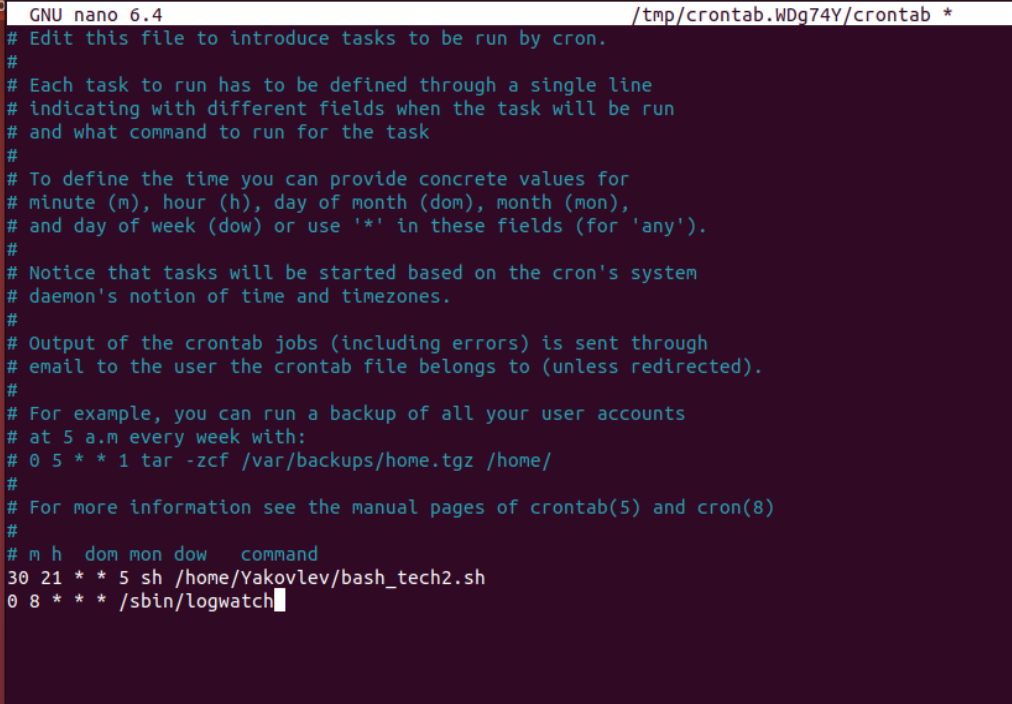 GNU nano 6.4 /tmp/crontab.WDg74Y/crontab *
# Edit this file to introduce tasks to be run by cron.
#
# Each task to run has to be defined through a single line
# indicating with different fields when the task will be run
# and what command to run for the task
#
# To define the time you can provide concrete values for
# minute (m), hour (h), day of month (dom), month (mon),
# and day of week (dow) or use '*' in these fields (for 'any').
#
# Notice that tasks will be started based on the cron's system
# daemon's notion of time and timezones.
#
# Output of the crontab jobs (including errors) is sent through
# email to the user the crontab file belongs to (unless redirected).
#
# For example, you can run a backup of all your user accounts
# at 5 a.m every week with:
# 0 5 * * 1 tar -zcf /var/backups/home.tgz /home/
#
# For more information see the manual pages of crontab(5) and cron(8)
#
# m h  dom mon dow   command
30 21 * * 5 sh /home/Yakovlev/bash_tech2.sh
0 8 * * * /sbin/logwatch